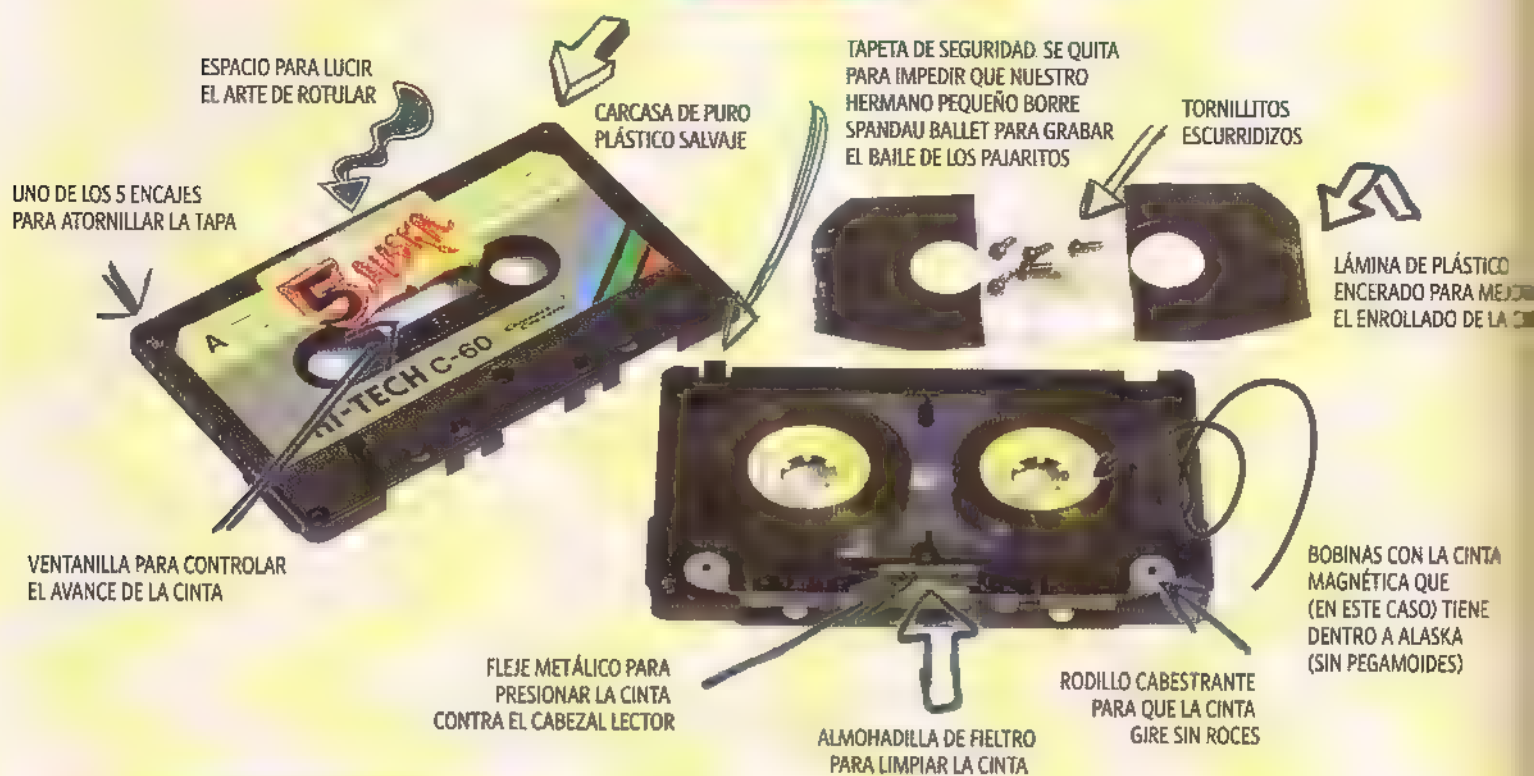 ESPACIO PARA LUCIR
EL ARTE DE ROTULAR
CARCASA DE PURO
PLÁSTICO SALVAJE
TAPETA DE SEGURIDAD. SE QUITA
PARA IMPEDIR QUE NUESTRO
HERMANO PEQUEÑO BORRE
SPANDAU BALLET PARA GRABAR
EL BAILE DE LOS PAJARITOS
TORNILLITOS
ESCURRIDIZOS
UNO DE LOS 5 ENCAJES
PARA ATORNILLAR LA TAPA
LÁMINA DE PLÁSTICO
ENCERADO PARA
EL ENROLLADO DE LA
5 ALASKA
A
HI-TECH C-60
VENTANILLA PARA CONTROLAR
EL AVANCE DE LA CINTA
FLEJE METÁLICO PARA
PRESIONAR LA CINTA
CONTRA EL CABEZAL LECTOR
ALMOHADILLA DE FIELTRO
PARA LIMPIAR LA CINTA
RODILLO CABESTRANTE
PARA QUE LA CINTA
GIRE SIN ROCES
BOBINAS CON LA CINTA
MAGNÉTICA QUE
(EN ESTE CASO) TIENE
DENTRO A ALASKA
(SIN PEGAMOIDES)